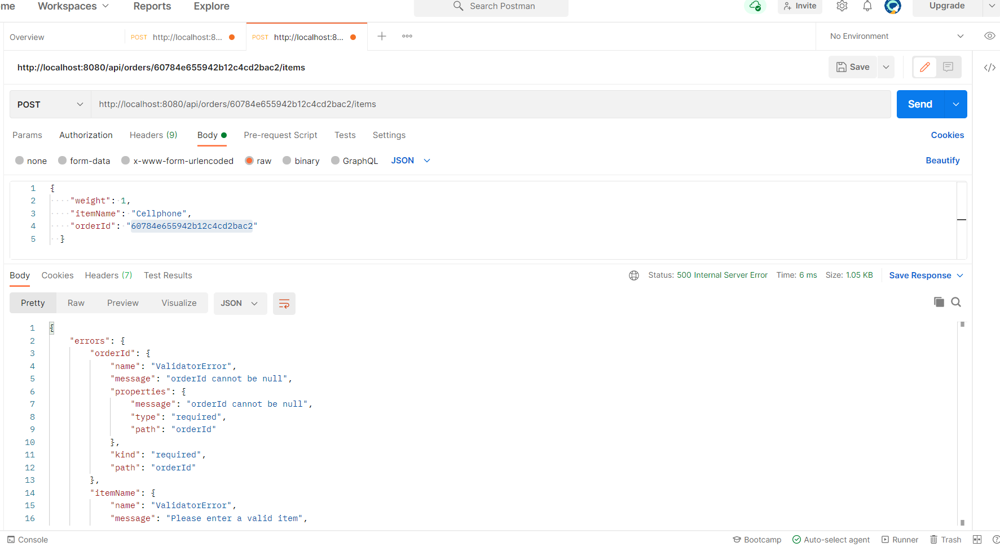 me Workspaces Reports Explore Search Postman Invite Upgrade
Overview POST http://localhost:8... POST http://localhost:8... No Environment
http://localhost:8080/api/orders/60784e655942b12c4cd2bac2/items Save
POST http://localhost:8080/api/orders/60784e655942b12c4cd2bac2/items Send
Params Authorization Headers (9) Body Pre-request Script Tests Settings Cookies
none form-data x-www-form-urlencoded raw binary GraphQL JSON Beautify
1 {
2 "weight": 1,
3 "itemName": "Cellphone",
4 "orderId": "60784e655942b12c4cd2bac2"
5 }
Body Cookies Headers (7) Test Results Status: 500 Internal Server Error Time: 6 ms Size: 1.05 KB Save Response
Pretty Raw Preview Visualize JSON
1 {
2 "errors": {
3 "orderId": {
4 "name": "ValidatorError",
5 "message": "orderId cannot be null",
6 "properties": {
7 "message": "orderId cannot be null",
8 "type": "required",
9 "path": "orderId"
10 },
11 "kind": "required",
12 "path": "orderId"
13 },
14 "itemName": {
15 "name": "ValidatorError",
16 "message": "Please enter a valid item",
Console Bootcamp Auto-select agent Runner Trash